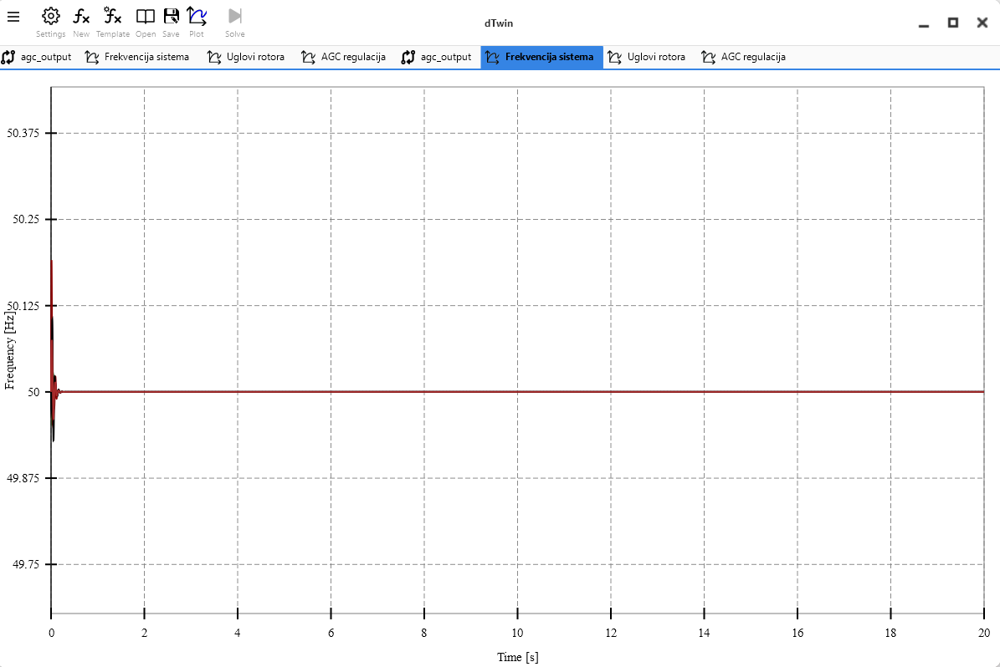 dTwin
Settings New Template Open Save Plot Solve
agc_output Frekvencija sistema Uglovi rotora AGC regulacija agc_output Frekvencija sistema Uglovi rotora AGC regulacija
50.375
50.25
50.125
50
49.875
49.75
Frequency [Hz]
0 2 4 6 8 10 12 14 16 18 20
Time [s]